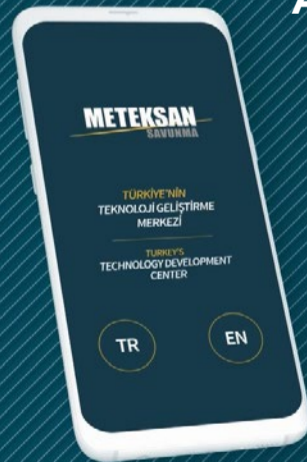 METEKSAN
SAVUNMA
TÜRKİYE'NİN
TEKNOLOJİ GELİŞTİRME
MERKEZİ
TURKEY'S
TECHNOLOGY DEVELOPMENT
CENTER
TR
EN